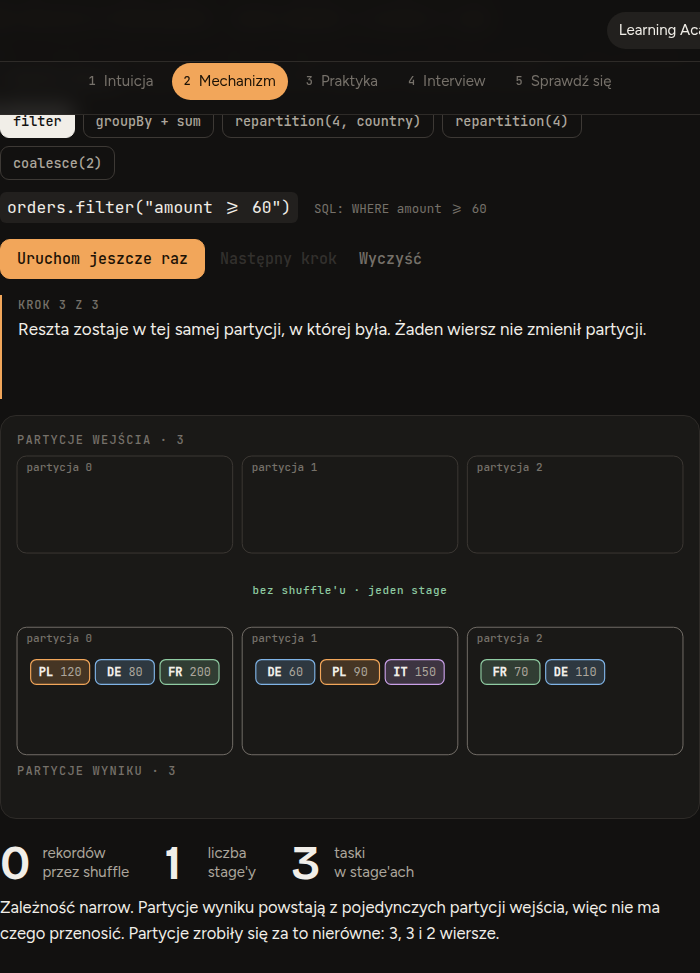 Learning Aca
1 Intuicja 2 Mechanizm 3 Praktyka 4 Interview 5 Sprawdź się
filter groupBy + sum repartition(4, country) repartition(4)
coalesce(2)
orders.filter("amount ≥ 60") SQL: WHERE amount ≥ 60
Uruchom jeszcze raz Następny krok Wyczyść
KROK 3 Z 3
Reszta zostaje w tej samej partycji, w której była. Żaden wiersz nie zmienił partycji.
PARTYCJE WEJŚCIA · 3
partycja 0 partycja 1 partycja 2
bez shuffle'u · jeden stage
partycja 0 partycja 1 partycja 2
PL 120 DE 80 FR 200 DE 60 PL 90 IT 150 FR 70 DE 110
PARTYCJE WYNIKU · 3
0 rekordów przez shuffle 1 liczba stage'y 3 taski w stage'ach
Zależność narrow. Partycje wyniku powstają z pojedynczych partycji wejścia, więc nie ma
czego przenosić. Partycje zrobiły się za to nierówne: 3, 3 i 2 wiersze.